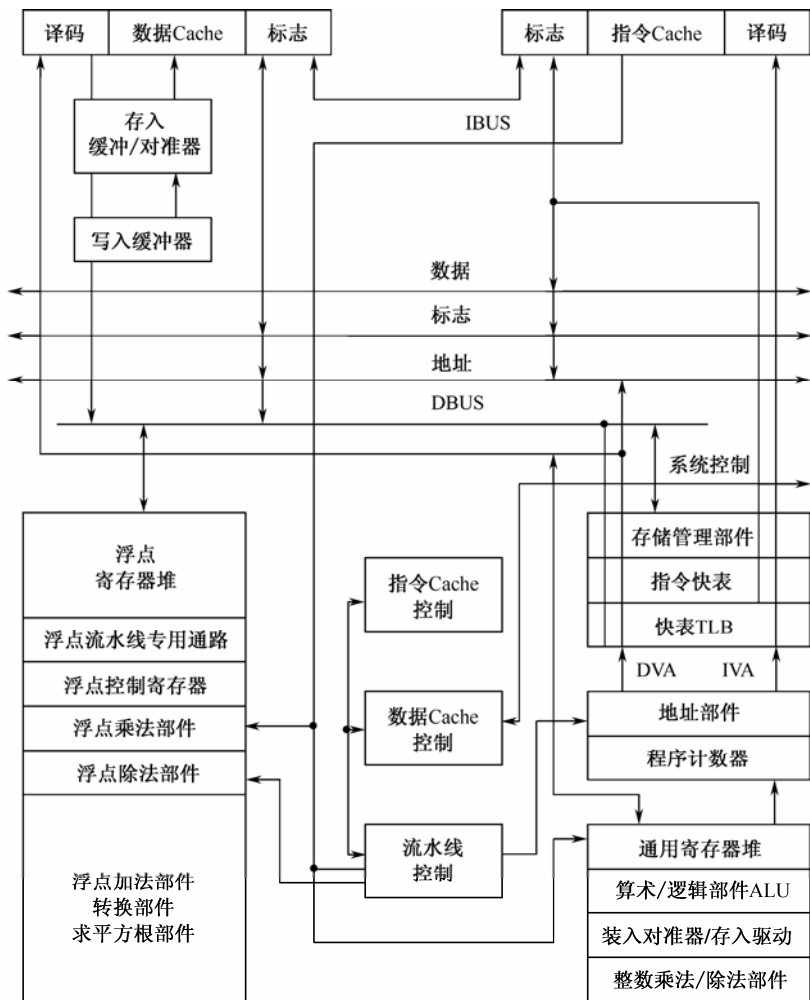 译码
数据Cache
标志
标志
指令Cache
译码
存入
缓冲/对准器
IBUS
写入缓冲器
数据
标志
地址
DBUS
系统控制
浮点
寄存器堆
浮点流水线专用通路
浮点控制寄存器
浮点乘法部件
浮点除法部件
浮点加法部件
转换部件
求平方根部件
指令Cache
控制
数据Cache
控制
流水线
控制
存储管理部件
指令快表
快表TLB
DVA
IVA
地址部件
程序计数器
通用寄存器堆
算术/逻辑部件ALU
装入对准器/存入驱动
整数乘法/除法部件